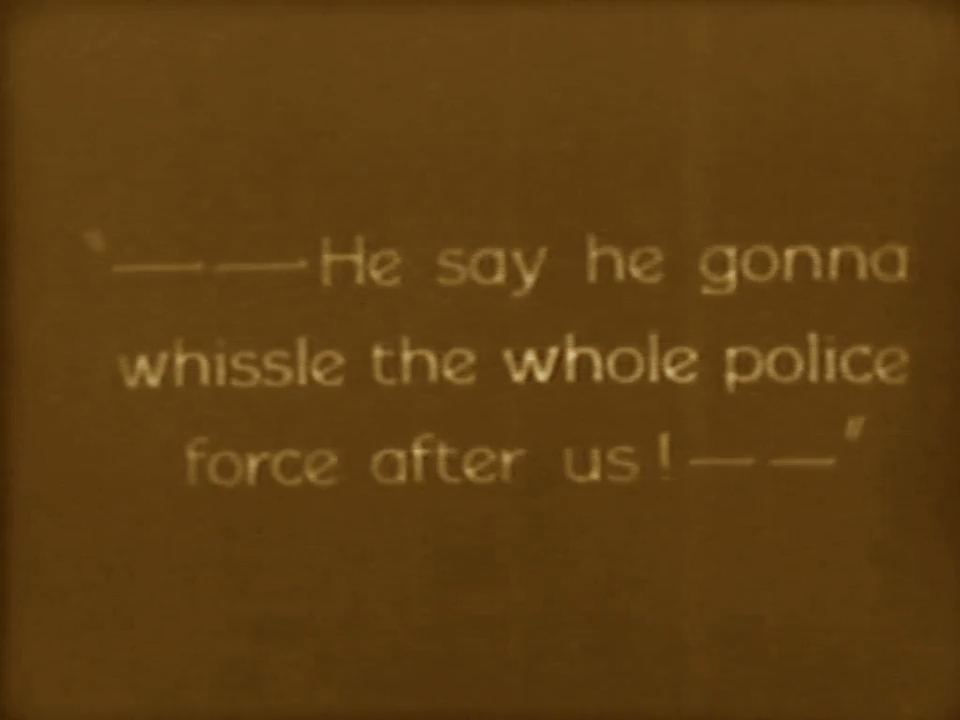 "— —He say he gonna
whissle the whole police
force after us!— —"